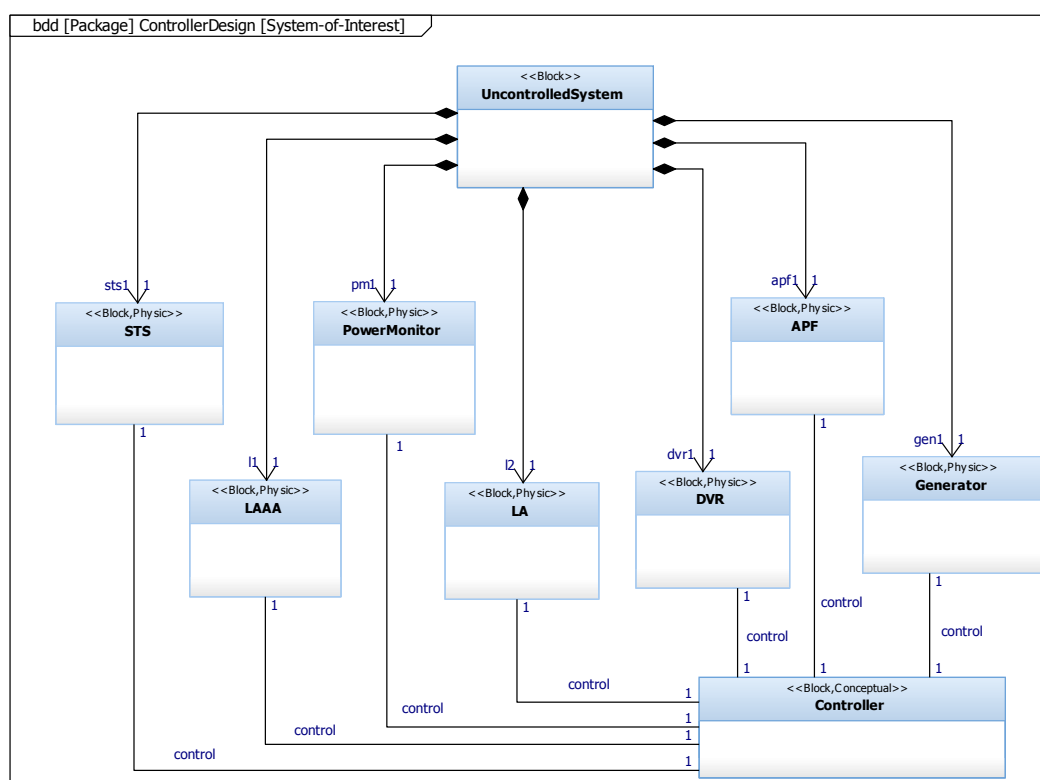 bdd [Package] ControllerDesign [System-of-Interest]
<<Block>>
UncontrolledSystem
sts1 1
pm1 1
apf1 1
<<Block,Physic>>
STS
<<Block,Physic>>
PowerMonitor
<<Block,Physic>>
APF
1
1
1
l1 1
l2 1
dvr1 1
gen1 1
<<Block,Physic>>
LAAA
<<Block,Physic>>
LA
<<Block,Physic>>
DVR
<<Block,Physic>>
Generator
1
1
1
1
control
control
control
1
1
1
control
1
<<Block,Conceptual>>
Controller
control
1
control
1
control
1